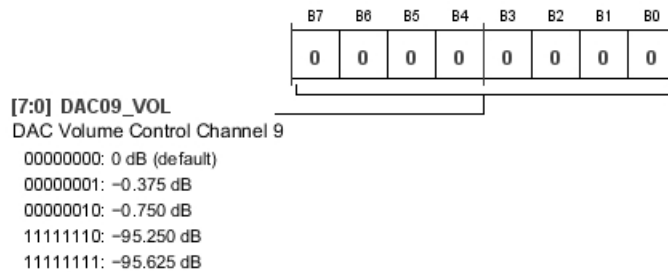 B7 B6 B5 B4 B3 B2 B1 B0
0 0 0 0 0 0 0 0
[7:0] DAC09_VOL
DAC Volume Control Channel 9
00000000: 0 dB (default)
00000001: −0.375 dB
00000010: −0.750 dB
11111110: −95.250 dB
11111111: −95.625 dB